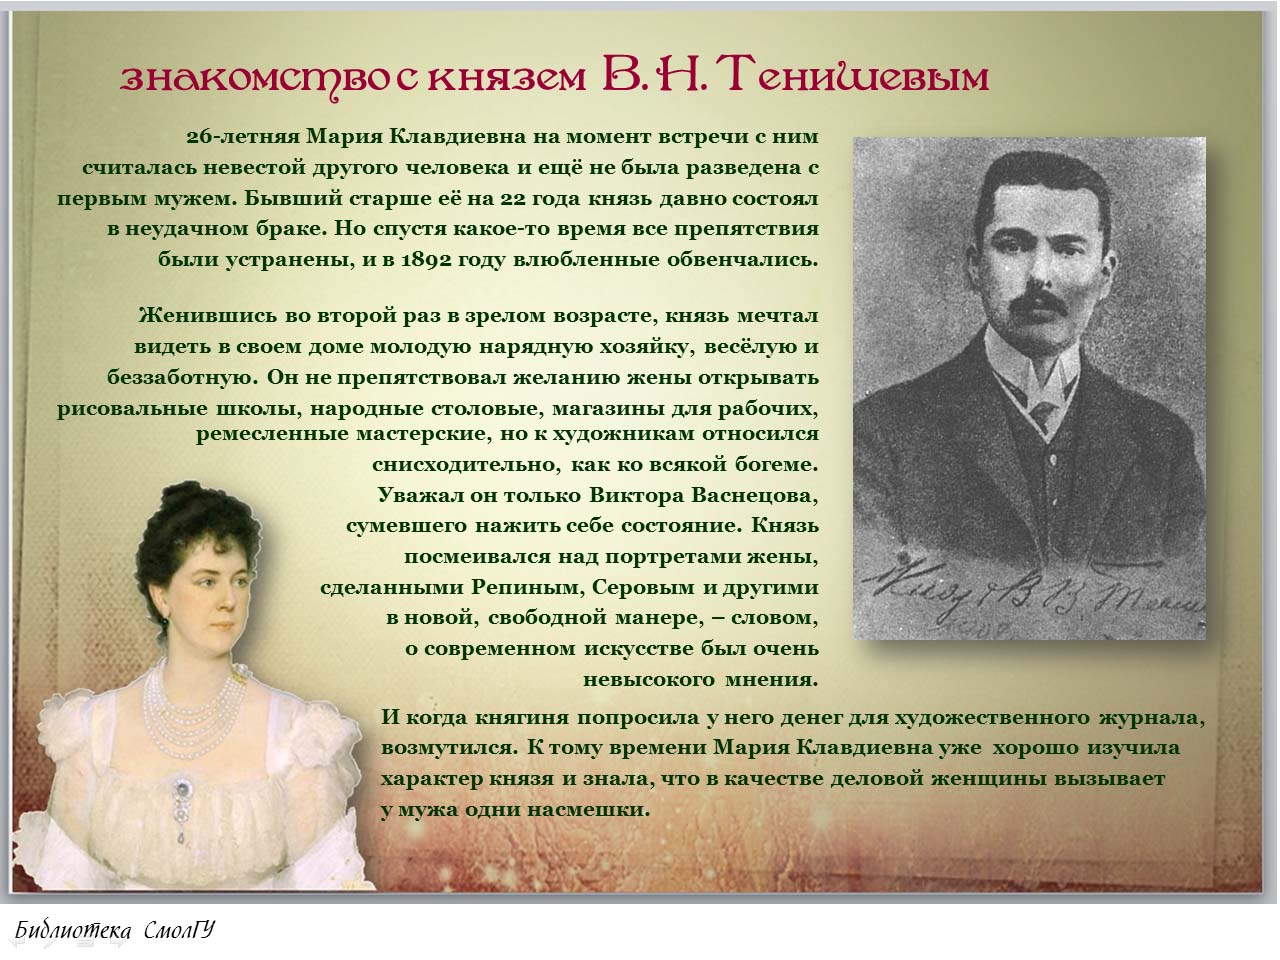 знакомство с князем В. Н. Тенишевым
26-летняя Мария Клавдиевна на момент встречи с ним
считалась невестой другого человека и ещё не была разведена с
первым мужем. Бывший старше её на 22 года князь давно состоял
в неудачном браке. Но спустя какое-то время все препятствия
были устранены, и в 1892 году влюбленные обвенчались.
Женившись во второй раз в зрелом возрасте, князь мечтал
видеть в своем доме молодую нарядную хозяйку, весёлую и
беззаботную. Он не препятствовал желанию жены открывать
рисовальные школы, народные столовые, магазины для рабочих,
ремесленные мастерские, но к художникам относился
снисходительно, как ко всякой богеме.
Уважал он только Виктора Васнецова,
сумевшего нажить себе состояние. Князь
посмеивался над портретами жены,
сделанными Репиным, Серовым и другими
в новой, свободной манере, – словом,
о современном искусстве был очень
невысокого мнения.
И когда княгиня попросила у него денег для художественного журнала,
возмутился. К тому времени Мария Клавдиевна уже хорошо изучила
характер князя и знала, что в качестве деловой женщины вызывает
у мужа одни насмешки.
Библиотека СмолГУ